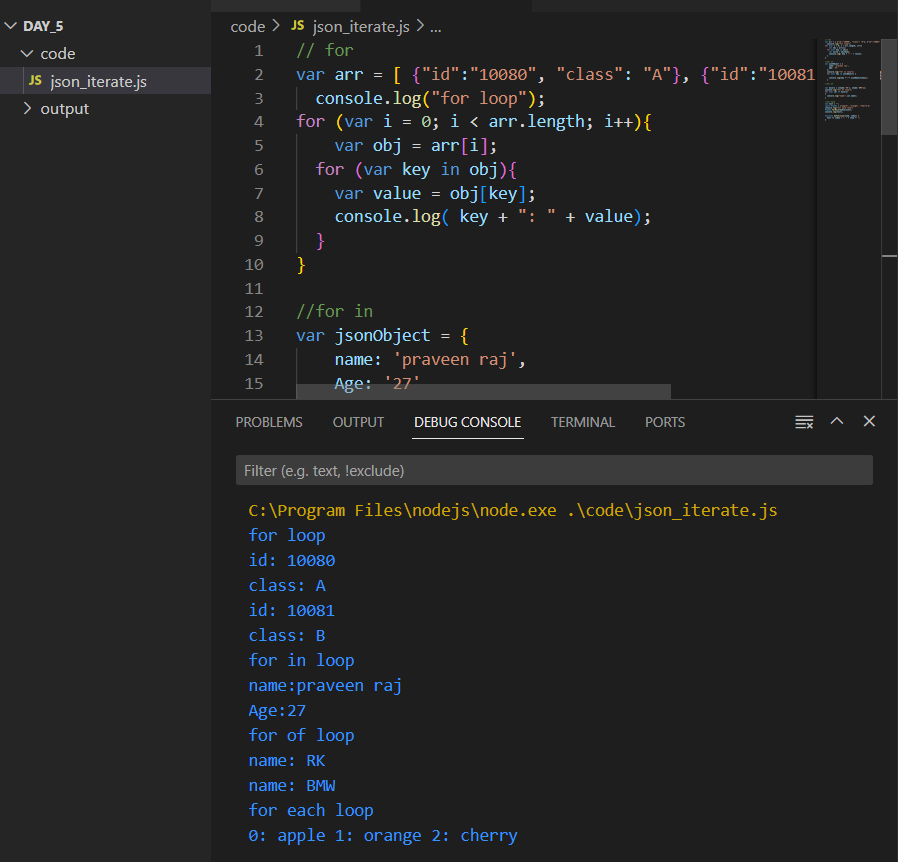 DAY_5
code
JS json_iterate.js
output
code > JS json_iterate.js > ...
1 // for
2 var arr = [ {"id":"10080", "class": "A"}, {"id":"10081
3 console.log("for loop");
4 for (var i = 0; i < arr.length; i++){
5 var obj = arr[i];
6 for (var key in obj){
7 var value = obj[key];
8 console.log( key + ": " + value);
9 }
10 }
11
12 //for in
13 var jsonObject = {
14 name: 'praveen raj',
15 Age: '27'
PROBLEMS OUTPUT DEBUG CONSOLE TERMINAL PORTS
Filter (e.g. text, !exclude)
C:\Program Files\nodejs\node.exe .\code\json_iterate.js
for loop
id: 10080
class: A
id: 10081
class: B
for in loop
name:praveen raj
Age:27
for of loop
name: RK
name: BMW
for each loop
0: apple 1: orange 2: cherry